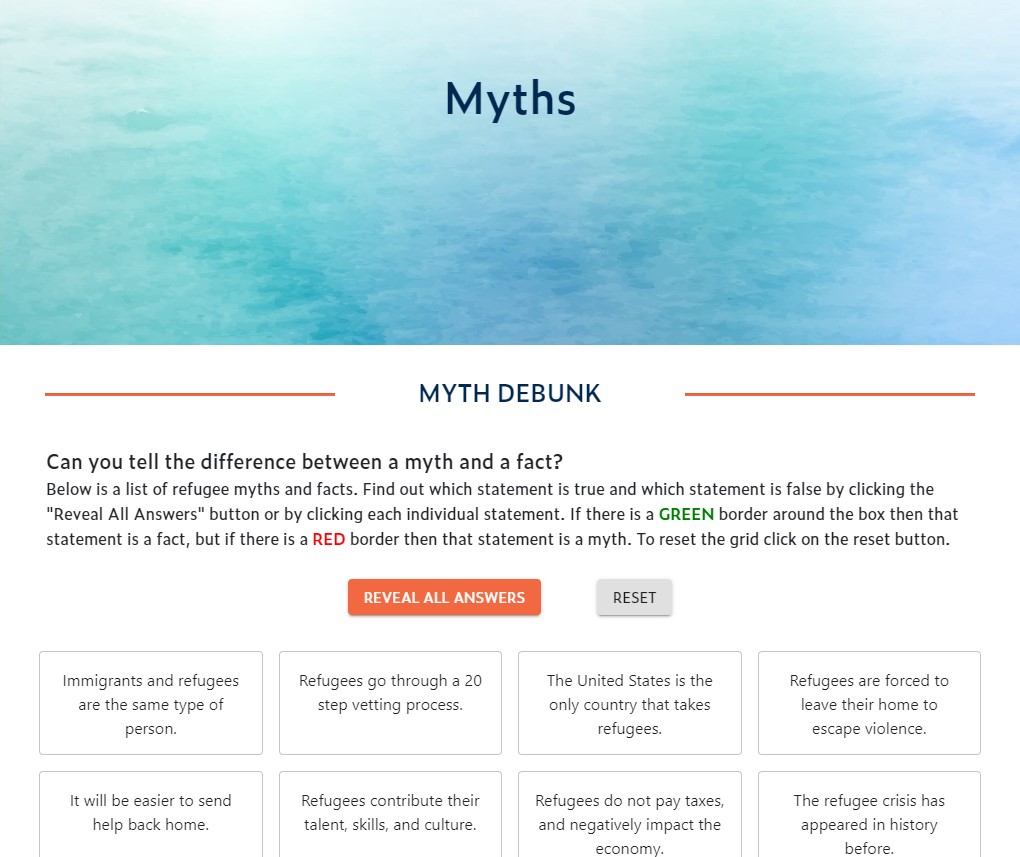 Myths
MYTH DEBUNK
Can you tell the difference between a myth and a fact?
Below is a list of refugee myths and facts. Find out which statement is true and which statement is false by clicking the
"Reveal All Answers" button or by clicking each individual statement. If there is a GREEN border around the box then that
statement is a fact, but if there is a RED border then that statement is a myth. To reset the grid click on the reset button.
REVEAL ALL ANSWERS
RESET
Immigrants and refugees
are the same type of
person.
Refugees go through a 20
step vetting process.
The United States is the
only country that takes
refugees.
Refugees are forced to
leave their home to
escape violence.
It will be easier to send
help back home.
Refugees contribute their
talent, skills, and culture.
Refugees do not pay taxes,
and negatively impact the
economy.
The refugee crisis has
appeared in history
before.